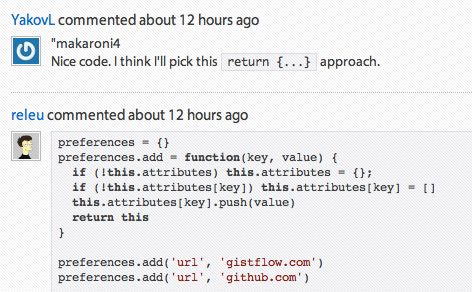 YakovL commented about 12 hours ago
"makaroni4
Nice code. I think I'll pick this return {...} approach.
releu commented about 12 hours ago
preferences = {}
preferences.add = function(key, value) {
  if (!this.attributes) this.attributes = {};
  if (!this.attributes[key]) this.attributes[key] = []
  this.attributes[key].push(value)
  return this
}
preferences.add('url', 'gistflow.com')
preferences.add('url', 'github.com')